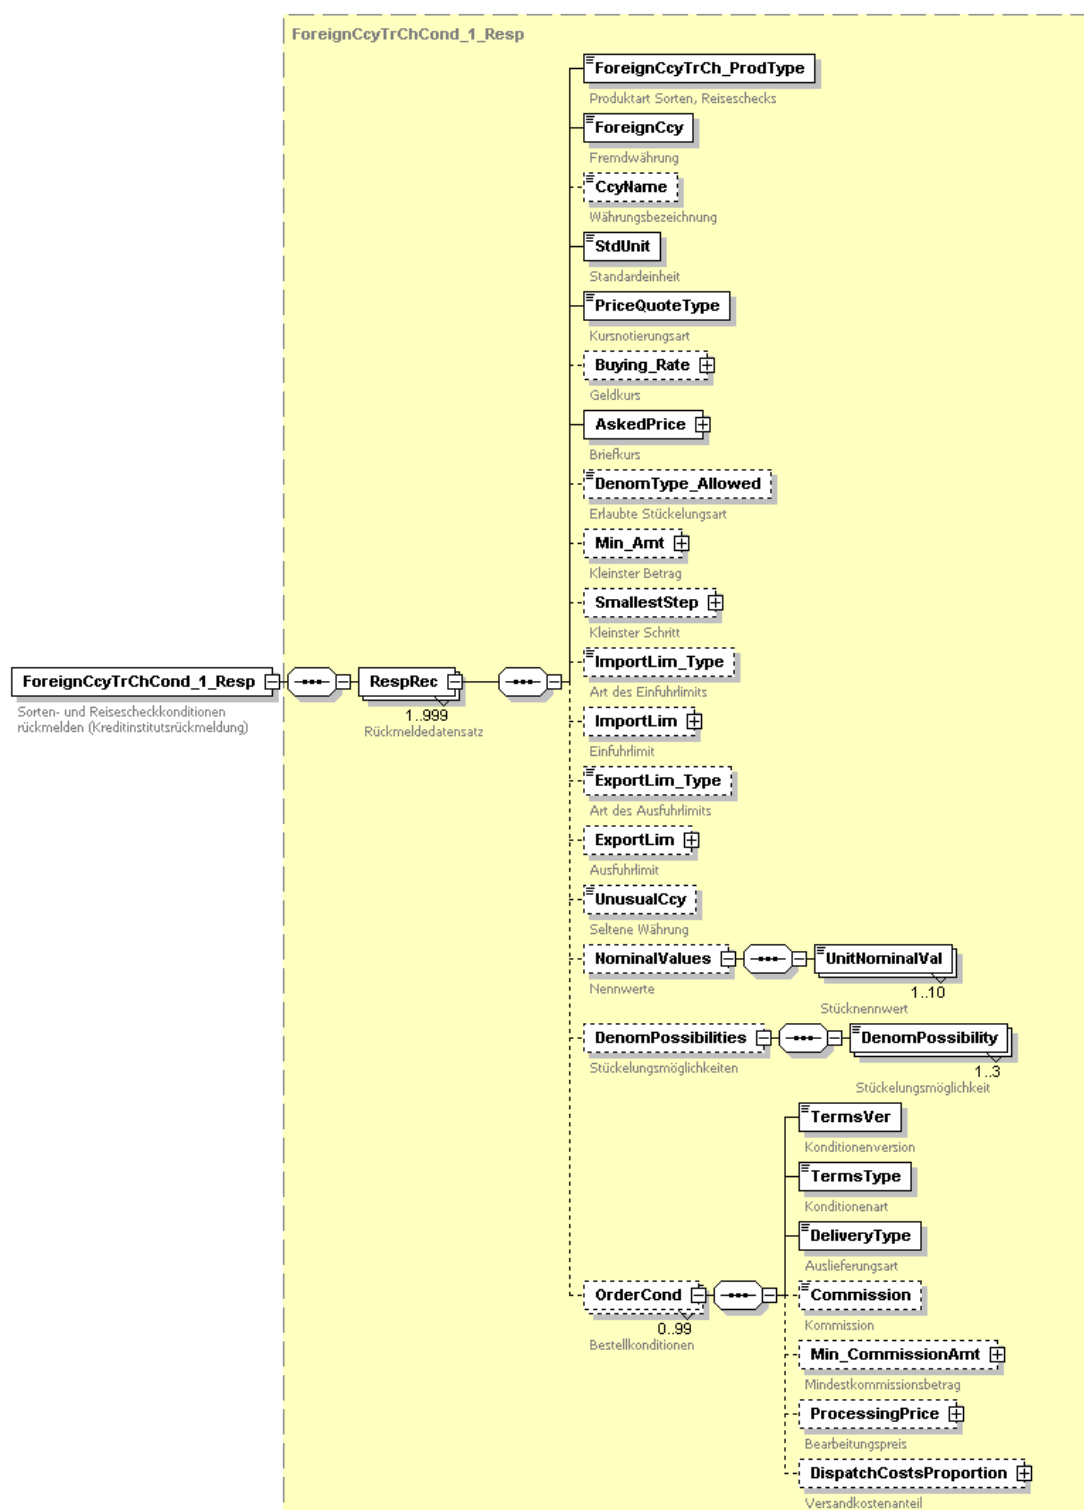 ForeignCcyTrChCond_1_Resp
ForeignCcyTrCh_ProdType
Produktart Sorten, Reiseschecks
ForeignCcy
Fremdwährung
CcyName
Währungsbezeichnung
StdUnit
Standardeinheit
PriceQuoteType
Kursnotierungsart
Buying_Rate
Geldkurs
AskedPrice
Briefkurs
DenomType_Allowed
Erlaubte Stückelungsart
Min_Amt
Kleinster Betrag
SmallestStep
Kleinster Schritt
ForeignCcyTrChCond_1_Resp
Sorten- und Reisescheckkonditionen
rückmelden (Kreditinstitutsrückmeldung)
RespRec
1..999
Rückmeldedatensatz
ImportLim_Type
Art des Einfuhrlimits
ImportLim
Einfuhrlimit
ExportLim_Type
Art des Ausfuhrlimits
ExportLim
Ausfuhrlimit
UnusualCcy
Seltene Währung
NominalValues
Nennwerte
UnitNominalVal
1..10
Stücknennwert
DenomPossibilities
Stückelungsmöglichkeiten
DenomPossibility
1..3
Stückelungsmöglichkeit
OrderCond
0..99
Bestellkonditionen
TermsVer
Konditionenversion
TermsType
Konditionenart
DeliveryType
Auslieferungsart
Commission
Kommission
Min_CommissionAmt
Mindestkommissionsbetrag
ProcessingPrice
Bearbeitungspreis
DispatchCostsProportion
Versandkostenanteil